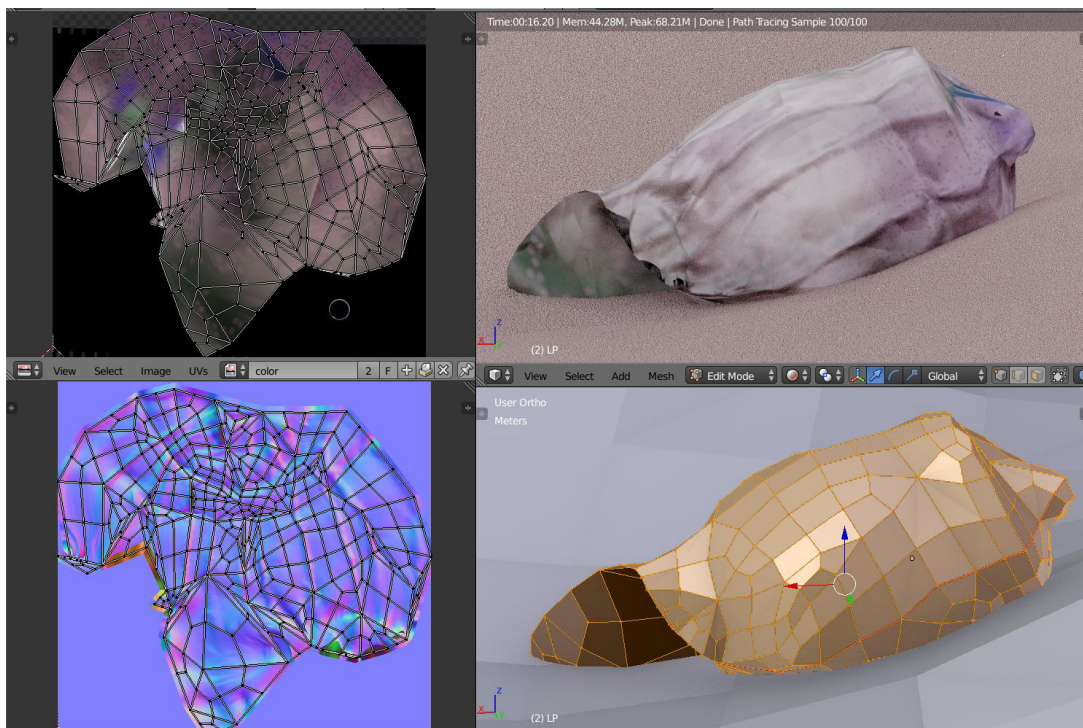 Time:00:16.20 | Mem:44.28M, Peak:68.21M | Done | Path Tracing Sample 100/100
z
x
(2) LP
View Select Image UVs color 2 F
View Select Add Mesh Edit Mode Global
User Ortho
Meters
z
x
y
(2) LP